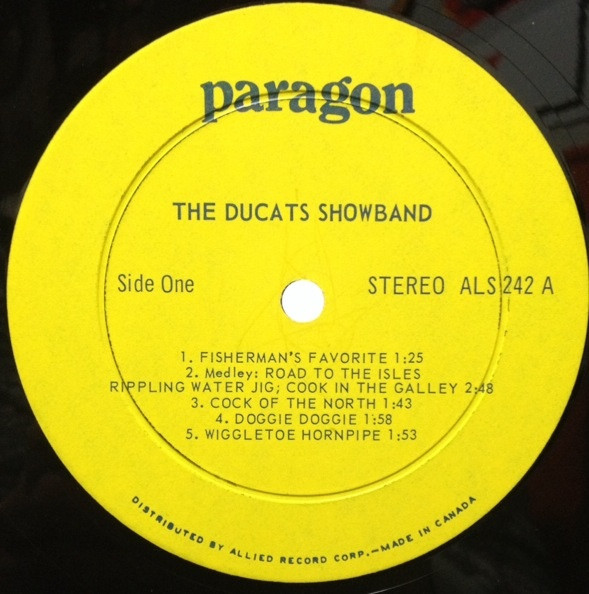 paragon
THE DUCATS SHOWBAND
Side One
STEREO ALS 242 A
1. FISHERMAN'S FAVORITE 1:25
2. Medley: ROAD TO THE ISLES
RIPPLING WATER JIG; COOK IN THE GALLEY 2:48
3. COCK OF THE NORTH 1:43
4. DOGGIE DOGGIE 1:58
5. WIGGLETOE HORNPIPE 1:53
DISTRIBUTED BY ALLIED RECORD CORP.—MADE IN CANADA